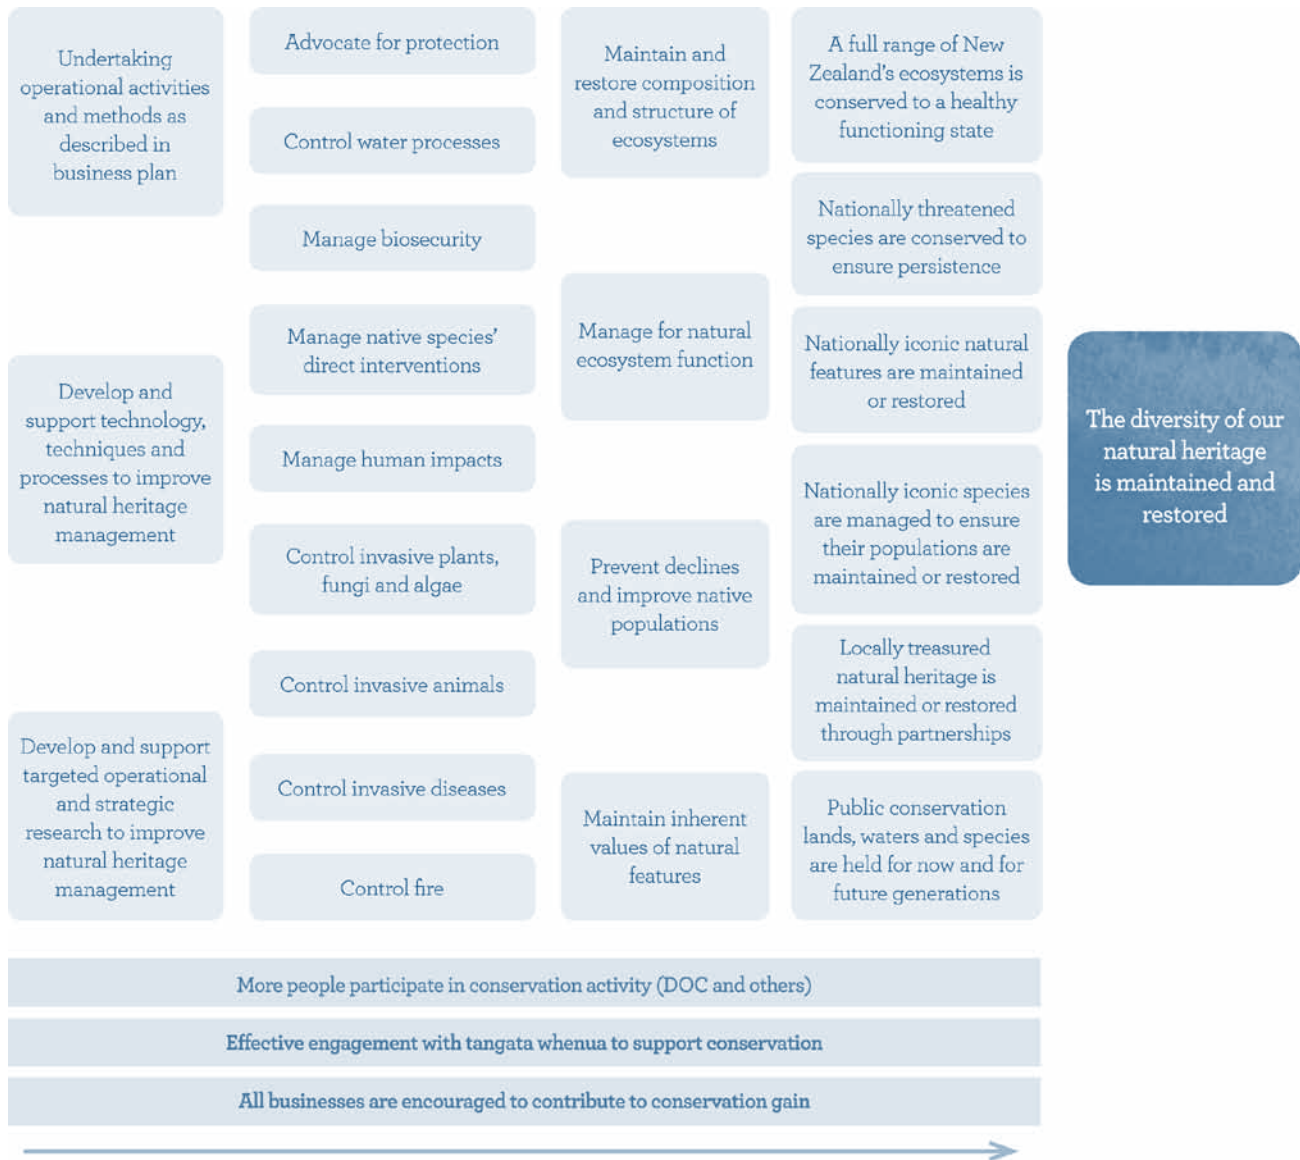 Undertaking
operational activities
and methods as
described in
business plan
Develop and
support technology,
techniques and
processes to improve
natural heritage
management
Develop and support
targeted operational
and strategic
research to improve
natural heritage
management
Advocate for protection
Control water processes
Manage biosecurity
Manage native species’
direct interventions
Manage human impacts
Control invasive plants,
fungi and algae
Control invasive animals
Control invasive diseases
Control fire
Maintain and
restore composition
and structure of
ecosystems
Manage for natural
ecosystem function
Prevent declines
and improve native
populations
Maintain inherent
values of natural
features
A full range of New
Zealand’s ecosystems is
conserved to a healthy
functioning state
Nationally threatened
species are conserved to
ensure persistence
Nationally iconic natural
features are maintained
or restored
Nationally iconic species
are managed to ensure
their populations are
maintained or restored
Locally treasured
natural heritage is
maintained or restored
through partnerships
Public conservation
lands, waters and species
are held for now and for
future generations
The diversity of our
natural heritage
is maintained and
restored
More people participate in conservation activity (DOC and others)
Effective engagement with tangata whenua to support conservation
All businesses are encouraged to contribute to conservation gain